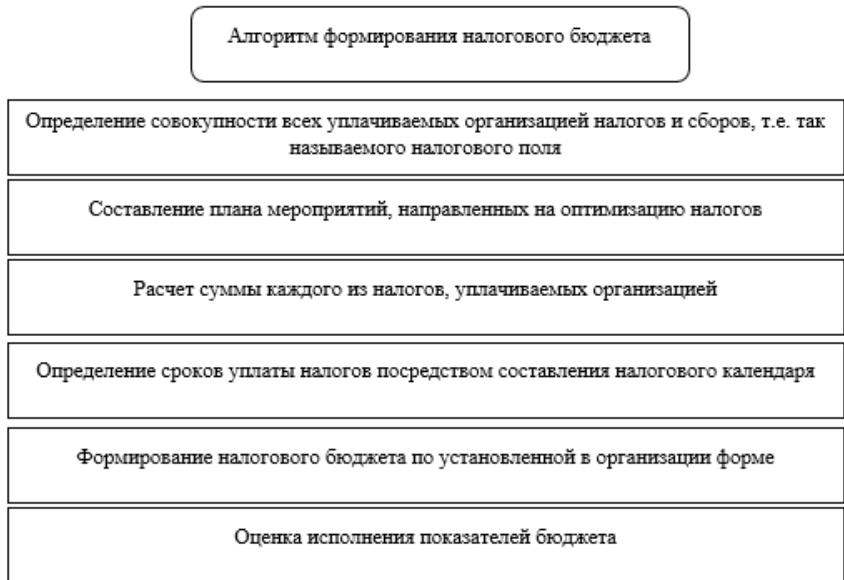 Алгоритм формирования налогового бюджета
Определение совокупности всех уплачиваемых организацией налогов и сборов, т.е. так
называемого налогового поля
Составление плана мероприятий, направленных на оптимизацию налогов
Расчет суммы каждого из налогов, уплачиваемых организацией
Определение сроков уплаты налогов посредством составления налогового календаря
Формирование налогового бюджета по установленной в организации форме
Оценка исполнения показателей бюджета